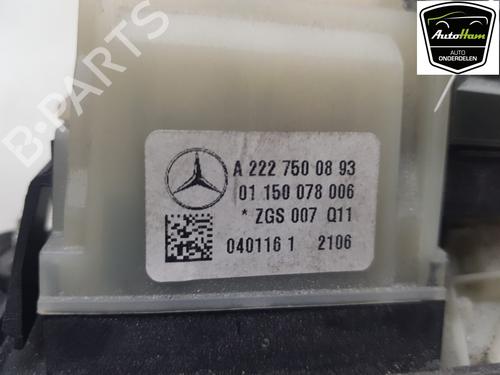 AutoHam
AUTO
ONDERDELEN
B-PARTS
A 222 750 08 93
01 150 078 006
* ZGS 007 Q11
040116 1 2106